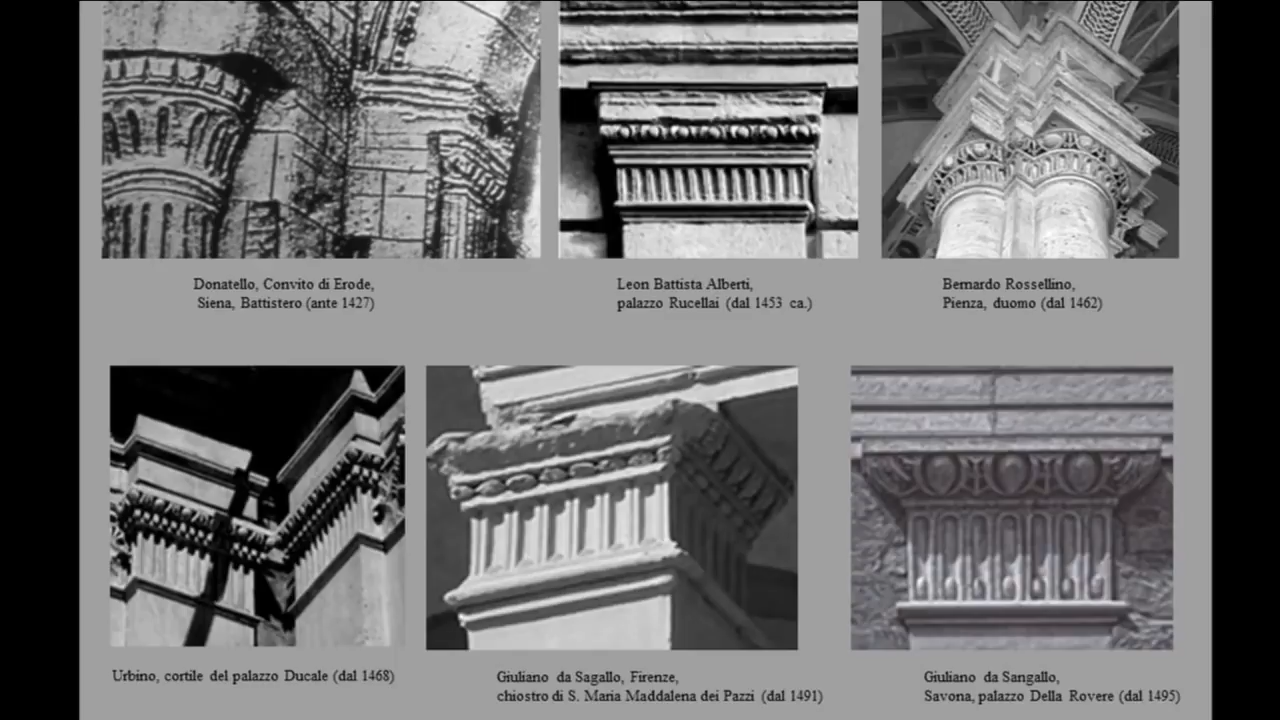 Donatello, Convito di Erode,
Siena, Battistero (ante 1427)
Leon Battista Alberti,
palazzo Rucellai (dal 1453 ca.)
Bernardo Rossellino,
Pienza, duomo (dal 1462)
Urbino, cortile del palazzo Ducale (dal 1468)
Giuliano da Sagallo, Firenze,
chiostro di S. Maria Maddalena dei Pazzi (dal 1491)
Giuliano da Sangallo,
Savona, palazzo Della Rovere (dal 1495)